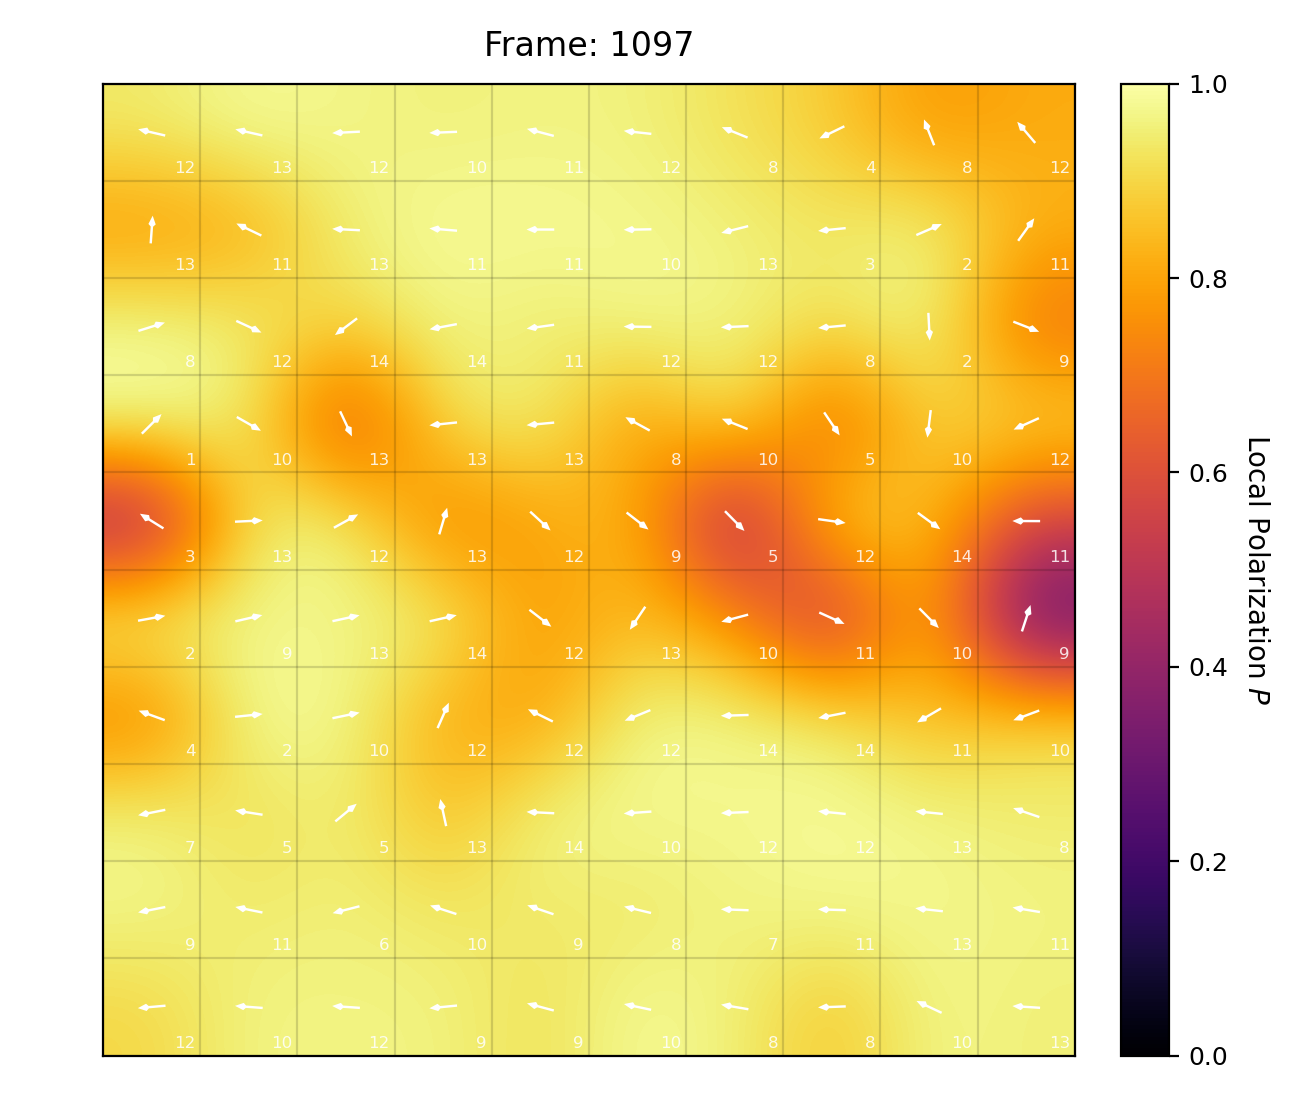 Frame: 1097
12 13 12 10 11 12 8 4 8 12
13 11 13 11 11 10 13 3 2 11
8 12 14 14 11 12 12 8 2 9
1 10 13 13 13 8 10 5 10 12
3 13 12 13 12 9 5 12 14 11
2 9 13 14 12 13 10 11 10 9
4 2 10 12 12 12 14 14 11 10
7 5 5 13 14 10 12 12 13 8
9 11 6 10 9 8 7 11 13 11
12 10 12 9 9 10 8 8 10 13
1.0
0.8
0.6
0.4
0.2
0.0
Local Polarization P